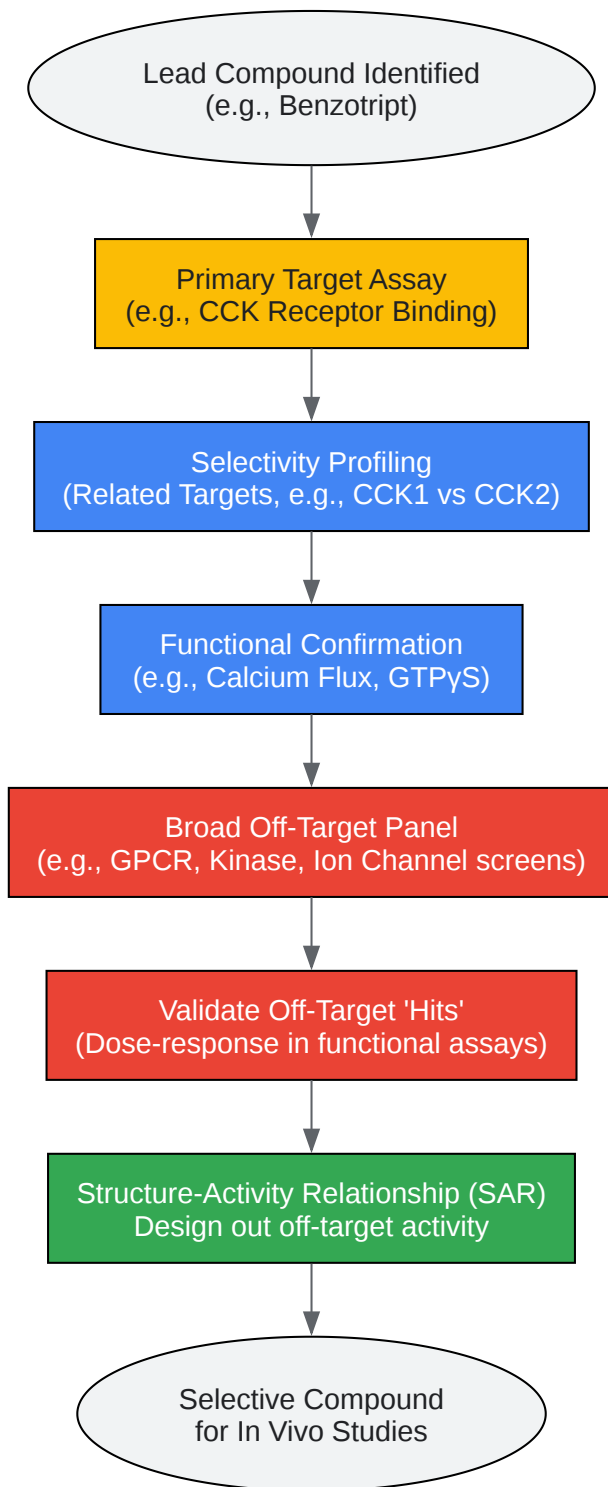 Lead Compound Identified
(e.g., Benzotript)
Primary Target Assay
(e.g., CCK Receptor Binding)
Selectivity Profiling
(Related Targets, e.g., CCK1 vs CCK2)
Functional Confirmation
(e.g., Calcium Flux, GTPγS)
Broad Off-Target Panel
(e.g., GPCR, Kinase, Ion Channel screens)
Validate Off-Target 'Hits'
(Dose-response in functional assays)
Structure-Activity Relationship (SAR)
Design out off-target activity
Selective Compound
for In Vivo Studies